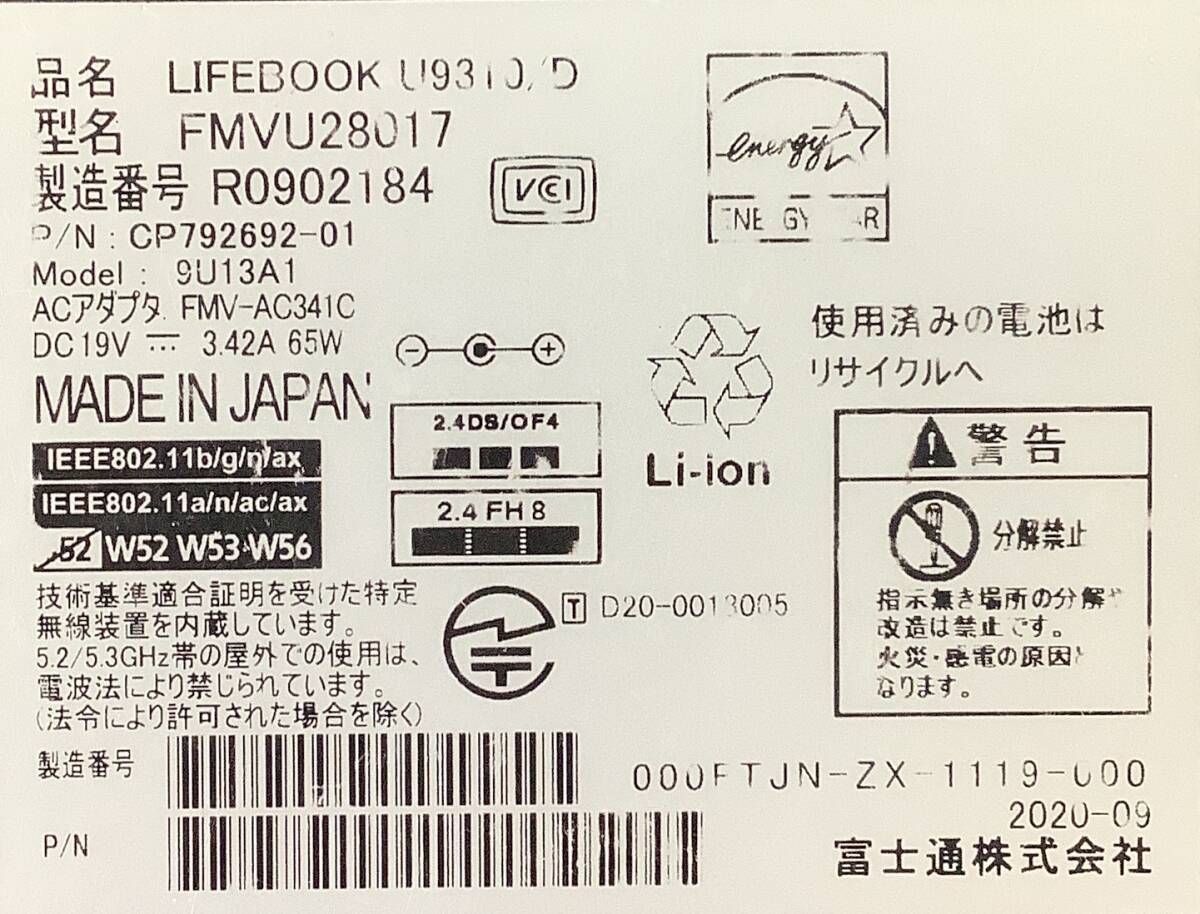 品名 LIFEBOOK U9310/D
型名 FMVU28017
製造番号 R0902184
P/N : CP792692-01
Model : 9U13A1
ACアダプタ FMV-AC341C
DC19V 3.42A 65W
MADE IN JAPAN
VCCI
energy
ENERGY STAR
使用済みの電池は
リサイクルへ
Li-ion
2.4DS/OF4
2.4FH8
IEEE802.11b/g/n/ax
IEEE802.11a/n/ac/ax
J52 W52 W53 W56
警告
分解禁止
指示無き場所の分解や
改造は禁止です。
火災・感電の原因と
なります。
技術基準適合証明を受けた特定
無線装置を内蔵しています。
5.2/5.3GHz帯の屋外での使用は、
電波法により禁じられています。
(法令により許可された場合を除く)
T D20-0013005
製造番号
P/N
000FTJN-ZX-1119-000
2020-09
富士通株式会社